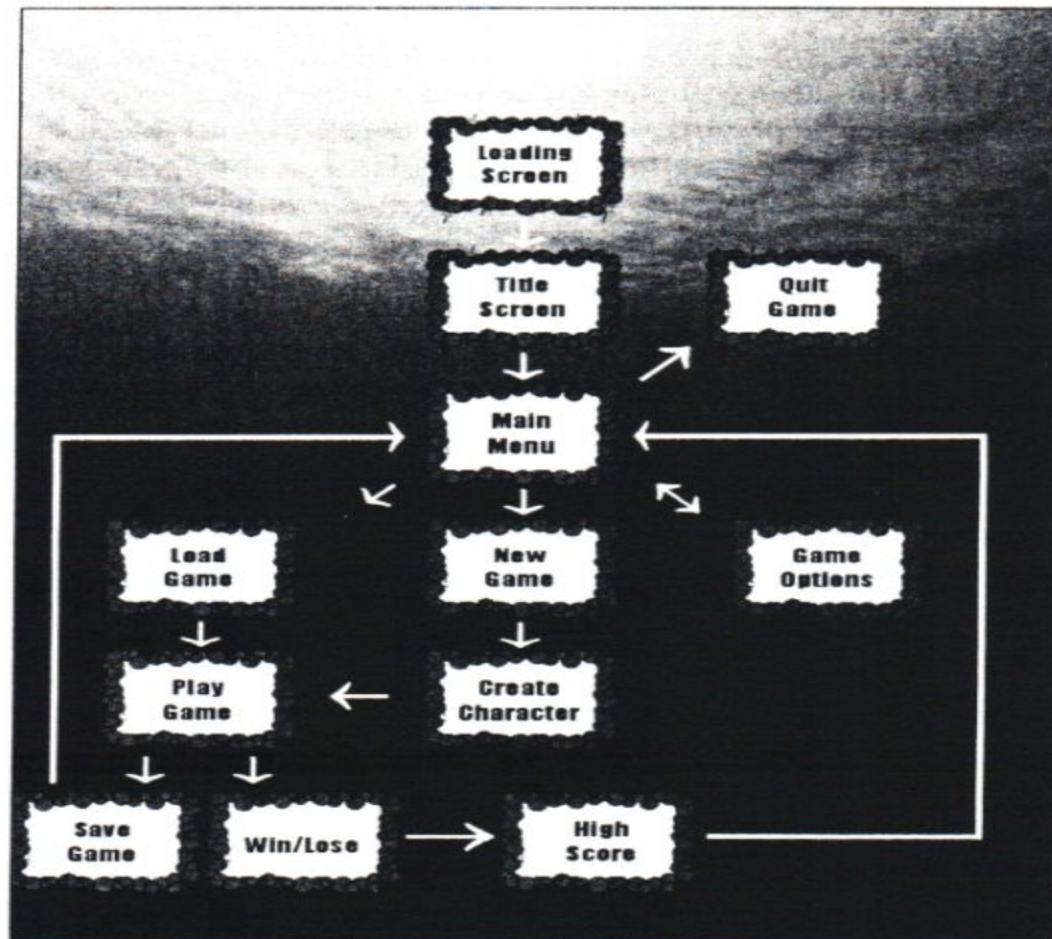 Loading
Screen
Title
Screen
Quit
Game
Main
Menu
Load
Game
New
Game
Game
Options
Play
Game
Create
Character
Save
Game
Win/Lose
High
Score